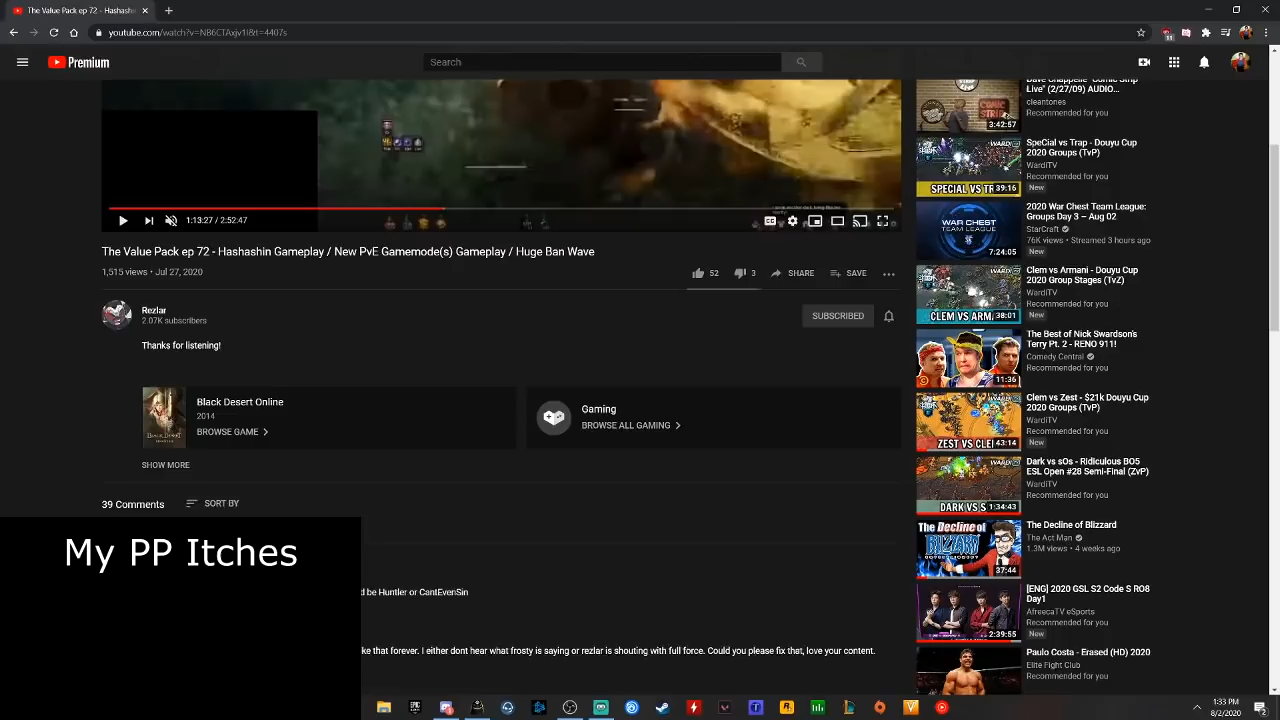 The Value Pack ep 72 - Hashashin
youtube.com/watch?v=NB6CTAxjv1I&t=4407s
Premium
Search
1:13:27 / 2:52:47
The Value Pack ep 72 - Hashashin Gameplay / New PvE Gamemode(s) Gameplay / Huge Ban Wave
1,515 views • Jul 27, 2020
52
3
SHARE
SAVE
Rezlar
2.07K subscribers
SUBSCRIBED
Thanks for listening!
Black Desert Online
2014
BROWSE GAME
Gaming
BROWSE ALL GAMING
SHOW MORE
39 Comments
SORT BY
My PP Itches
d be Huntler or CantEvenSin
ke that forever. I either dont hear what frosty is saying or rezlar is shouting with full force. Could you please fix that, love your content.
Dave Chappelle "Comic Strip
Live" (2/27/09) AUDIO...
cleantones
Recommended for you
COMIC
STRIP
3:42:57
SpeCial vs Trap - Douyu Cup
2020 Groups (TvP)
WardiTV
Recommended for you
New
SPECIAL VS TR
39:16
2020 War Chest Team League:
Groups Day 3 – Aug 02
StarCraft
76K views • Streamed 3 hours ago
New
WAR CHEST
TEAM LEAGUE
7:24:05
Clem vs Armani - Douyu Cup
2020 Group Stages (TvZ)
WardiTV
Recommended for you
New
CLEM VS ARM
38:01
The Best of Nick Swardson's
Terry Pt. 2 - RENO 911!
Comedy Central
Recommended for you
11:36
Clem vs Zest - $21k Douyu Cup
2020 Groups (TvP)
WardiTV
Recommended for you
New
ZEST VS CLE
43:14
Dark vs sOs - Ridiculous BO5
ESL Open #28 Semi-Final (ZvP)
WardiTV
Recommended for you
DARK VS S
1:34:43
The Decline of Blizzard
The Act Man
1.3M views • 4 weeks ago
The Decline of
BLIZZARD
37:44
[ENG] 2020 GSL S2 Code S RO8
Day1
AfreecaTV eSports
Recommended for you
New
2:39:55
Paulo Costa - Erased (HD) 2020
Elite Fight Club
Recommended for you
1:33 PM
8/2/2020